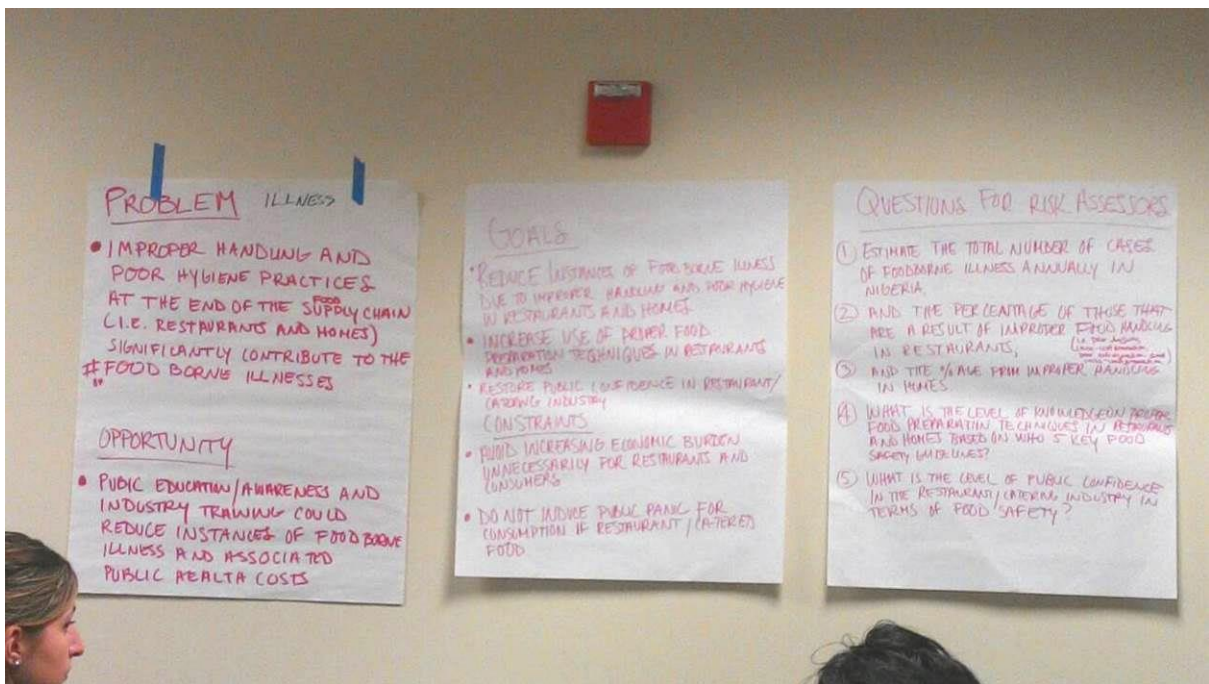 PROBLEM ILLNESS
• IMPROPER HANDLING AND
POOR HYGIENE PRACTICES
AT THE END OF THE FOOD SUPPLY CHAIN
(I.E. RESTAURANTS AND HOMES)
SIGNIFICANTLY CONTRIBUTE TO THE
# FOOD BORNE ILLNESSES
OPPORTUNITY
• PUBIC EDUCATION/AWARENESS AND
INDUSTRY TRAINING COULD
REDUCE INSTANCES OF FOOD BORNE
ILLNESS AND ASSOCIATED
PUBLIC HEALTH COSTS
GOALS
• REDUCE INSTANCES OF FOOD BORNE ILLNESS
DUE TO IMPROPER HANDLING AND POOR HYGIENE
IN RESTAURANTS AND HOMES
• INCREASE USE OF PROPER FOOD
PREPARATION TECHNIQUES IN RESTAURANTS
AND HOMES
• RESTORE PUBLIC CONFIDENCE IN RESTAURANT/
CATERING INDUSTRY
CONSTRAINTS
• AVOID INCREASING ECONOMIC BURDEN
UNNECESSARILY FOR RESTAURANTS AND
CONSUMERS
• DO NOT INDUCE PUBLIC PANIC FOR
CONSUMPTION IF RESTAURANT/CATERED
FOOD
QUESTIONS FOR RISK ASSESSORS
① ESTIMATE THE TOTAL NUMBER OF CASES
OF FOODBORNE ILLNESS ANNUALLY IN
NIBERIA.
② AND THE PERCENTAGE OF THOSE THAT
ARE A RESULT OF IMPROPER FOOD HANDLING
IN RESTAURANTS,
③ AND THE %AGE FROM IMPROPER HANDLING
IN HOMES
④ WHAT IS THE LEVEL OF KNOWLEDGE ON PROPER
FOOD PREPARATION TECHNIQUES IN RESTAURANTS
AND HOMES BASED ON WHO 5 KEY FOOD
SAFETY GUIDELINES?
⑤ WHAT IS THE LEVEL OF PUBLIC CONFIDENCE
IN THE RESTAURANT/CATERING INDUSTRY IN
TERMS OF FOOD SAFETY?